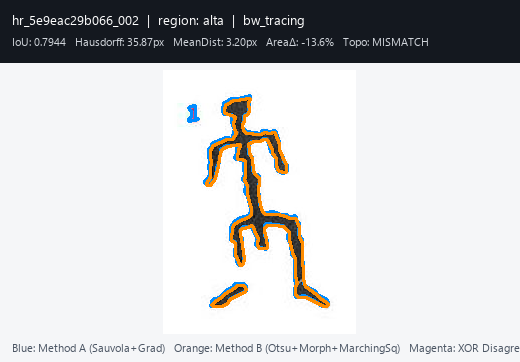 hr_5e9eac29b066_002 | region: alta | bw_tracing
IoU: 0.7944 Hausdorff: 35.87px MeanDist: 3.20px AreaΔ: -13.6% Topo: MISMATCH
1
Blue: Method A (Sauvola+Grad) Orange: Method B (Otsu+Morph+MarchingSq) Magenta: XOR Disagre